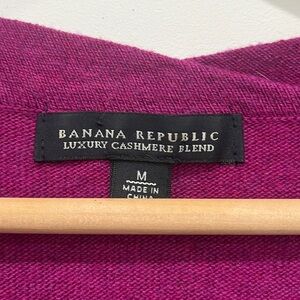 BANANA REPUBLIC
LUXURY CASHMERE BLEND
M
MADE IN
CHINA